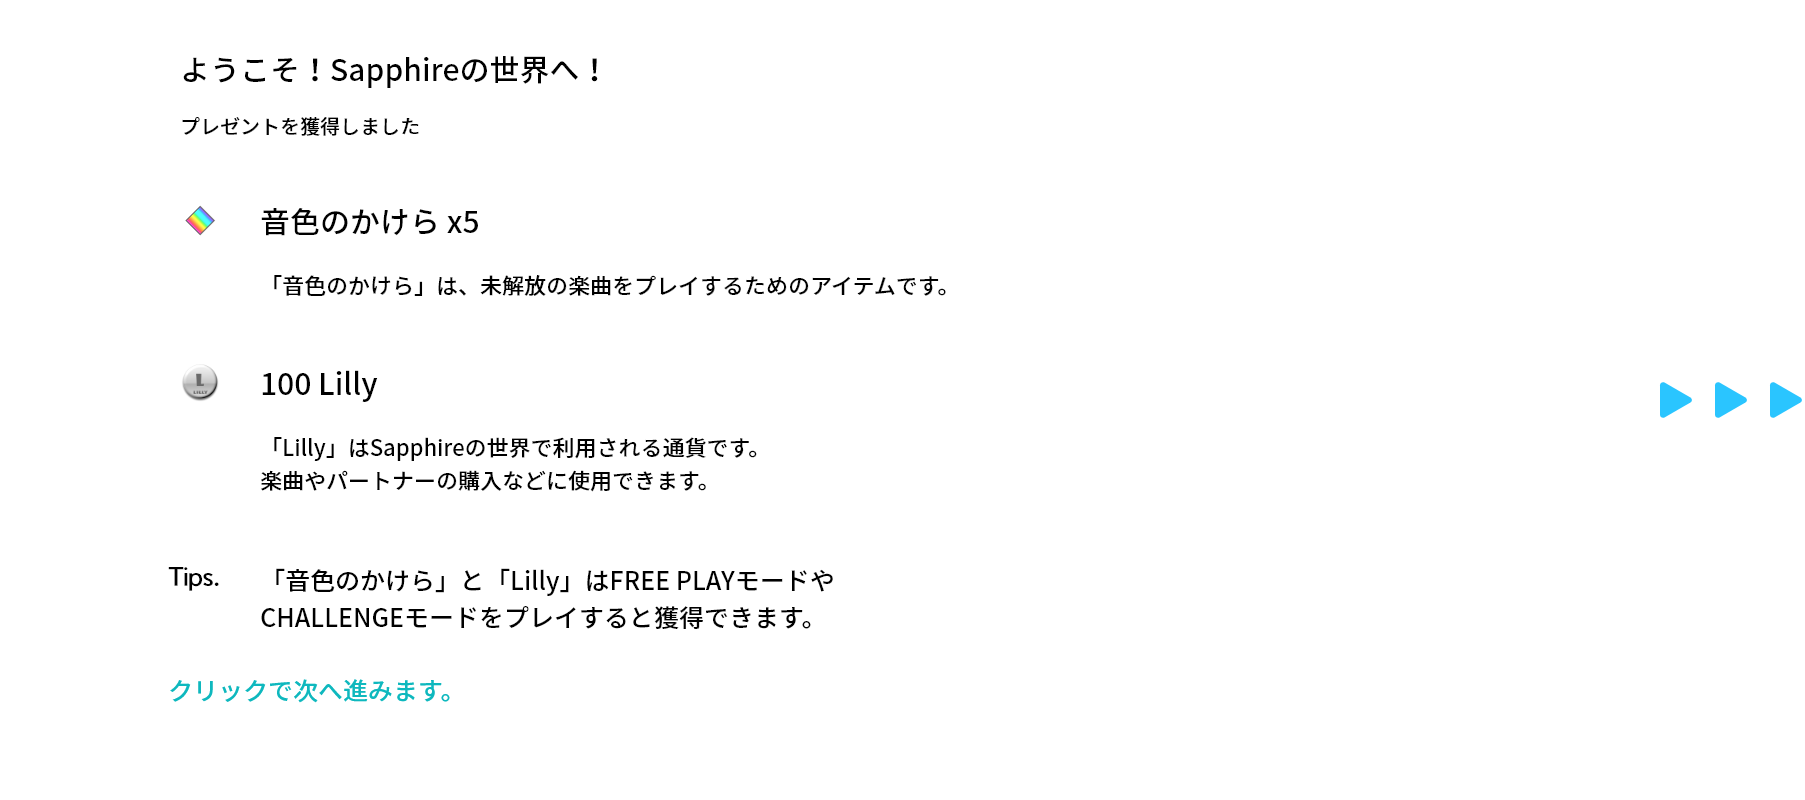 ようこそ！Sapphireの世界へ！
プレゼントを獲得しました
音色のかけら x5
「音色のかけら」は、未解放の楽曲をプレイするためのアイテムです。
L
LILLY
100 Lilly
「Lilly」はSapphireの世界で利用される通貨です。
楽曲やパートナーの購入などに使用できます。
Tips.
「音色のかけら」と「Lilly」はFREE PLAYモードや
CHALLENGEモードをプレイすると獲得できます。
クリックで次へ進みます。